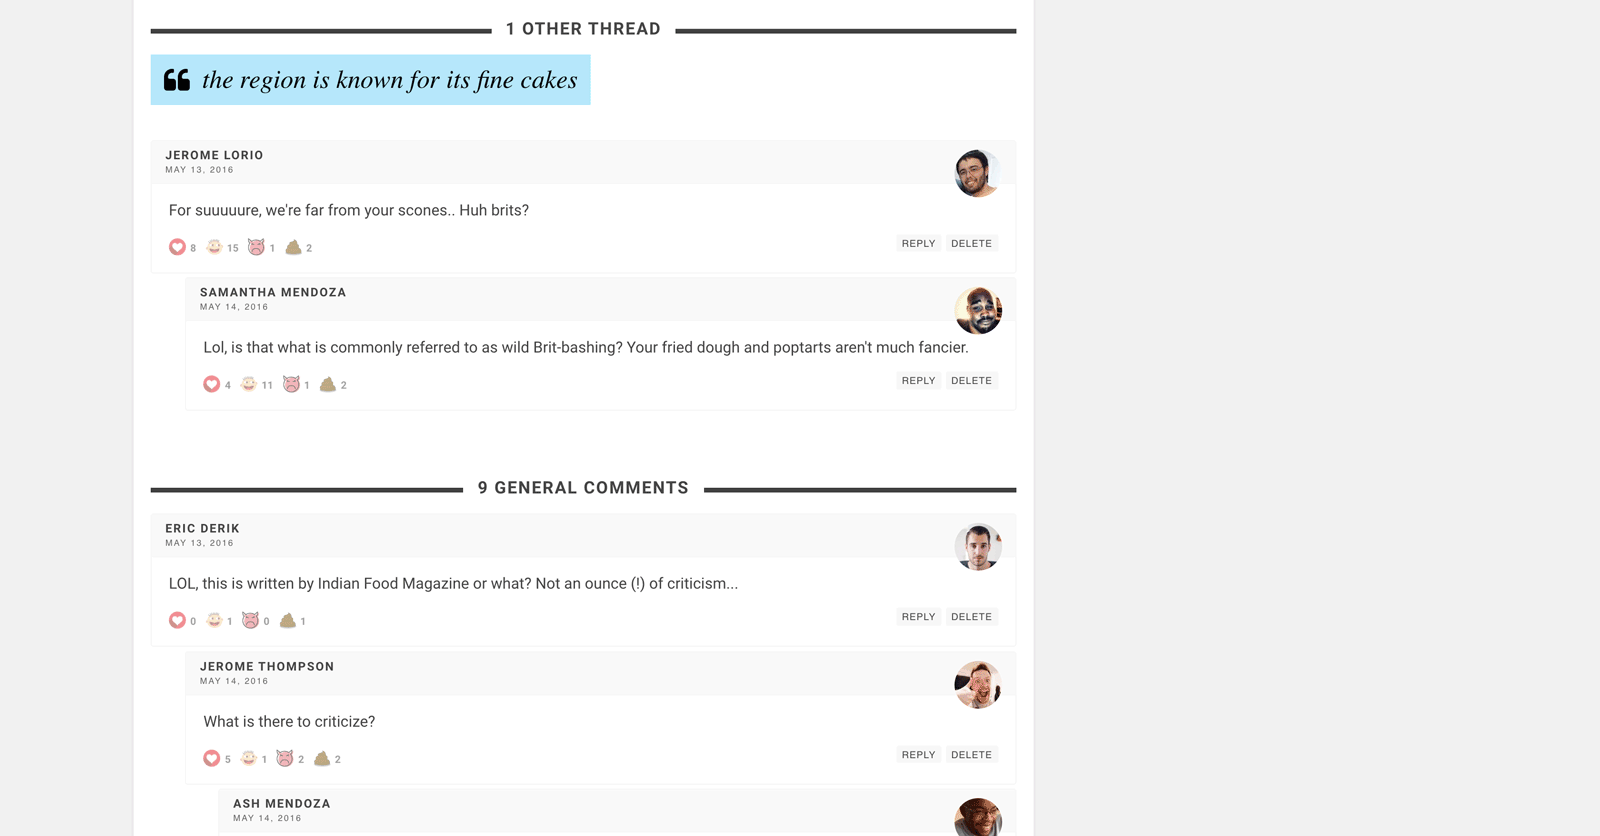 1 OTHER THREAD
the region is known for its fine cakes
JEROME LORIO
MAY 13, 2016
For suuuuure, we're far from your scones.. Huh brits?
8 15 1 2
REPLY DELETE
SAMANTHA MENDOZA
MAY 14, 2016
Lol, is that what is commonly referred to as wild Brit-bashing? Your fried dough and poptarts aren't much fancier.
4 11 1 2
REPLY DELETE
9 GENERAL COMMENTS
ERIC DERIK
MAY 13, 2016
LOL, this is written by Indian Food Magazine or what? Not an ounce (!) of criticism...
0 1 0 1
REPLY DELETE
JEROME THOMPSON
MAY 14, 2016
What is there to criticize?
5 1 2 2
REPLY DELETE
ASH MENDOZA
MAY 14, 2016